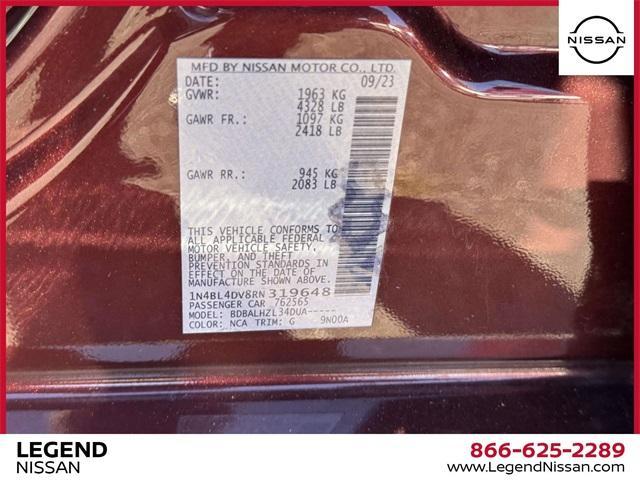 NISSAN
MFD BY NISSAN MOTOR CO., LTD.
DATE: 09/23
GVWR: 1963 KG
4328 LB
GAWR FR.: 1097 KG
2418 LB
GAWR RR.: 945 KG
2083 LB
THIS VEHICLE CONFORMS TO
ALL APPLICABLE FEDERAL
MOTOR VEHICLE SAFETY,
BUMPER, AND THEFT
PREVENTION STANDARDS IN
EFFECT ON THE DATE OF
MANUFACTURE SHOWN ABOVE.
1N4BL4DV8RN319648
PASSENGER CAR 762565
MODEL: BDBALHZL34DUA-----
COLOR: NCA TRIM: G 9N00A
LEGEND
NISSAN
866-625-2289
www.LegendNissan.com